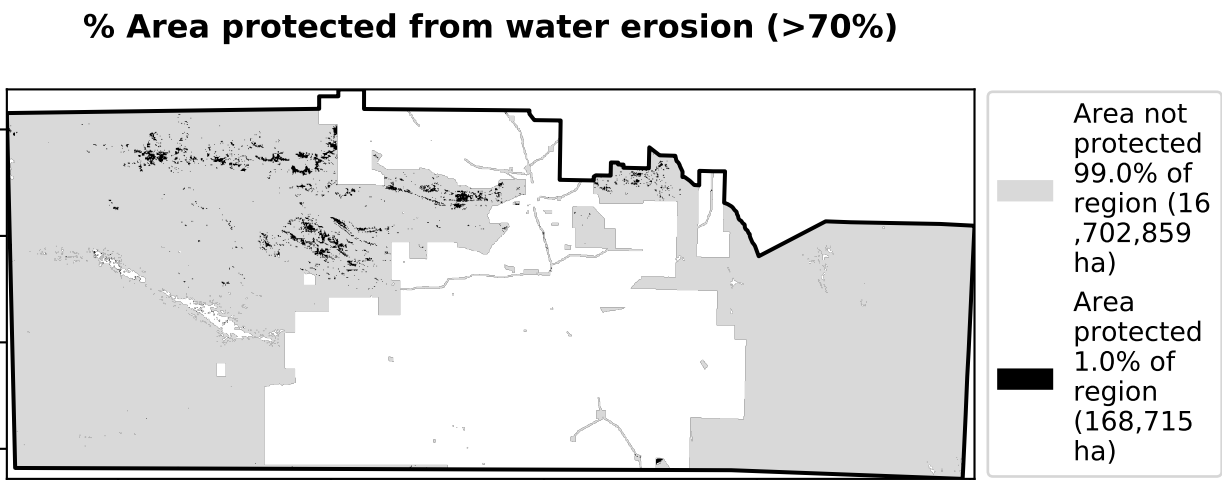 % Area protected from water erosion (>70%)
Area not
protected
99.0% of
region (16
,702,859
ha)
Area
protected
1.0% of
region
(168,715
ha)